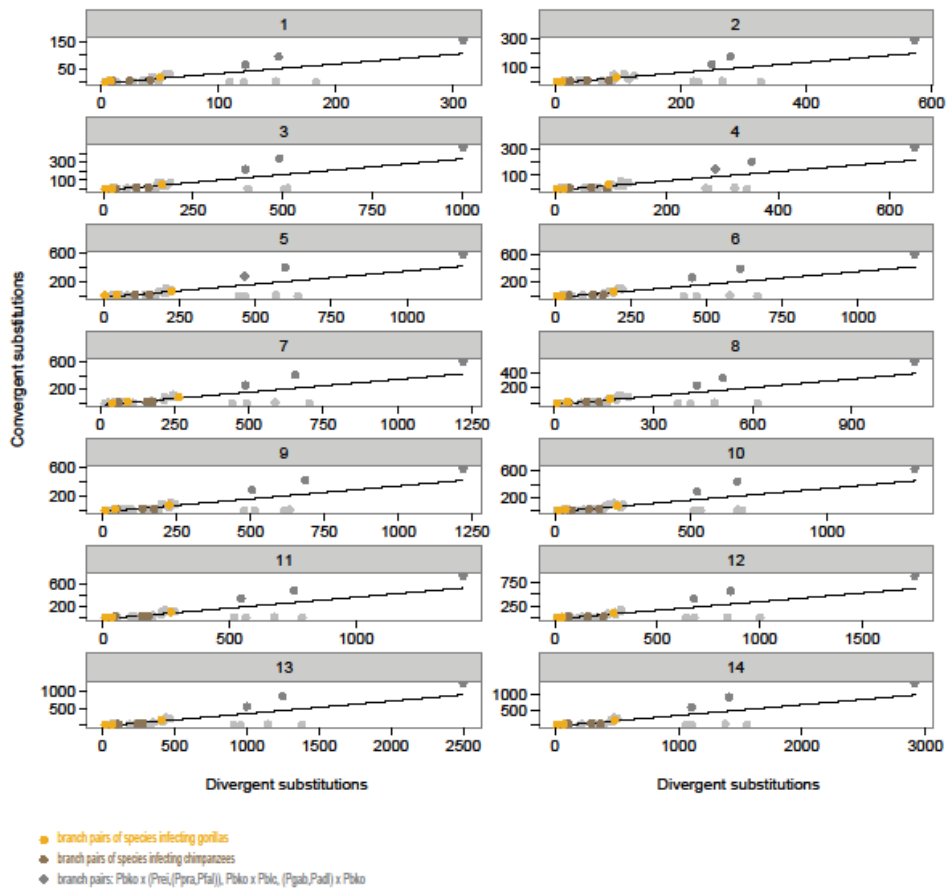 1 2
150 300
50 100
0 100 200 300 0 200 400 600
3 4
300 300
100 100
0 250 500 750 1000 0 200 400 600
5 6
600 600
200 200
0 250 500 750 1000 0 500 1000
7 8
600 400
200 200
0 250 500 750 1000 1250 0 300 600 900
9 10
600 600
200 200
0 250 500 750 1000 1250 0 500 1000
11 12
600 750
200 250
0 500 1000 0 500 1000 1500
13 14
1000 1000
500 500
0 500 1000 1500 2000 2500 0 1000 2000 3000
Convergent substitutions
Divergent substitutions Divergent substitutions
branch pairs of species infecting gorillas
branch pairs of species infecting chimpanzees
branch pairs: Pbko x (Prei,(Ppra,Pfal)), Pbko x Pblc, (Pgab,Padl) x Pbko